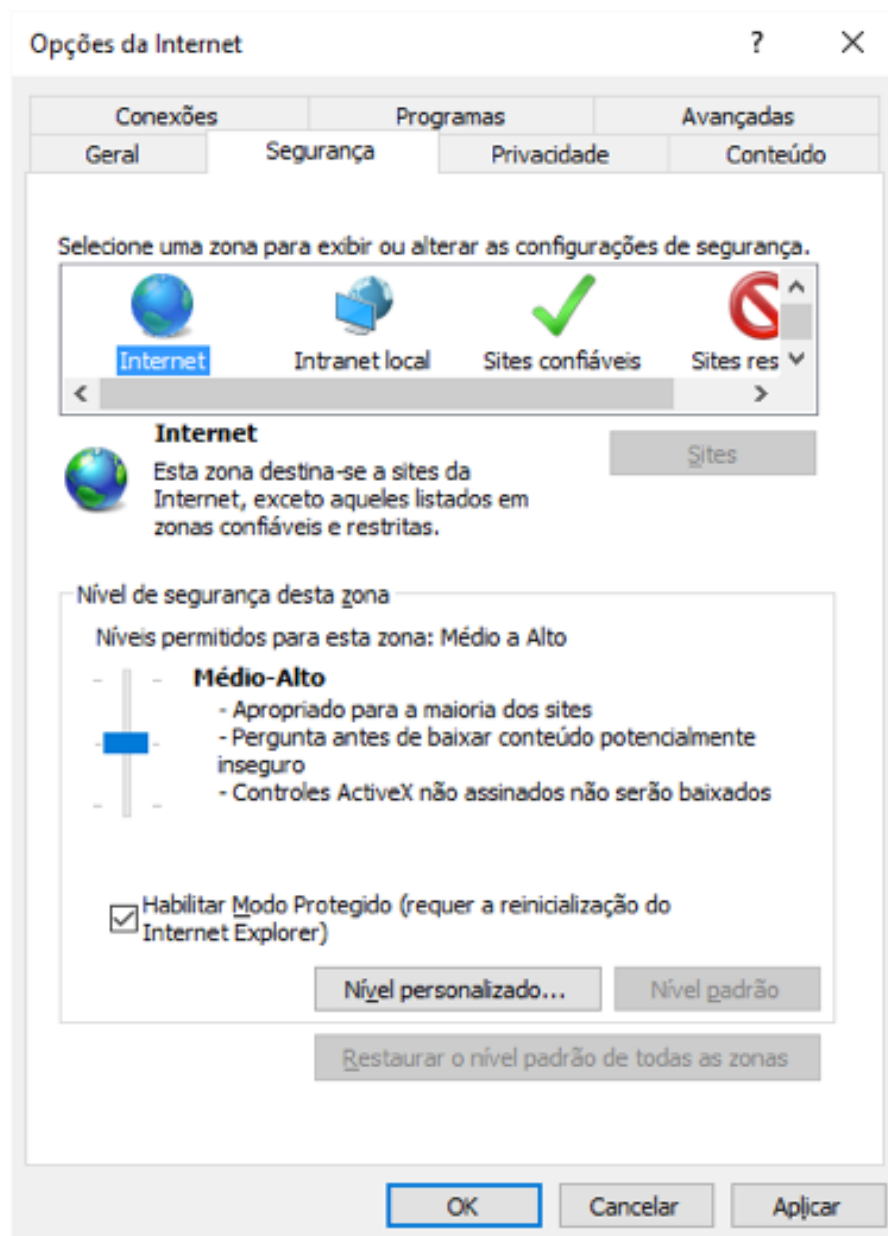 Opções da Internet ? ×
Conexões Programas Avançadas
Geral Segurança Privacidade Conteúdo
Selecione uma zona para exibir ou alterar as configurações de segurança.
Internet Intranet local Sites confiáveis Sites res
Internet
Sites
Esta zona destina-se a sites da
Internet, exceto aqueles listados em
zonas confiáveis e restritas.
Nível de segurança desta zona
Níveis permitidos para esta zona: Médio a Alto
Médio-Alto
- Apropriado para a maioria dos sites
- Pergunta antes de baixar conteúdo potencialmente
inseguro
- Controles ActiveX não assinados não serão baixados
Habilitar Modo Protegido (requer a reinicialização do
Internet Explorer)
Nível personalizado... Nível padrão
Restaurar o nível padrão de todas as zonas
OK Cancelar Aplicar